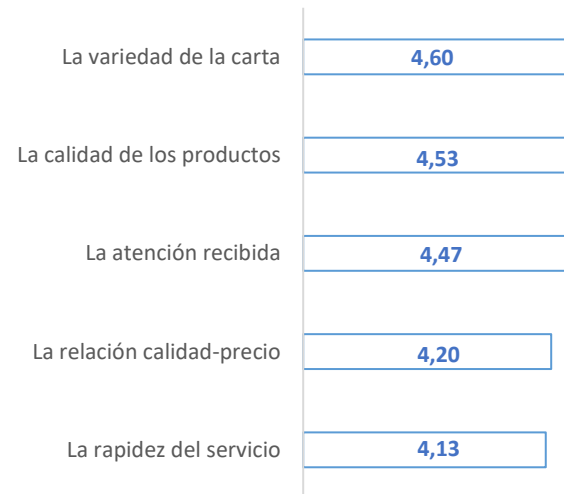 La variedad de la carta 4,60
La calidad de los productos 4,53
La atención recibida 4,47
La relación calidad-precio 4,20
La rapidez del servicio 4,13